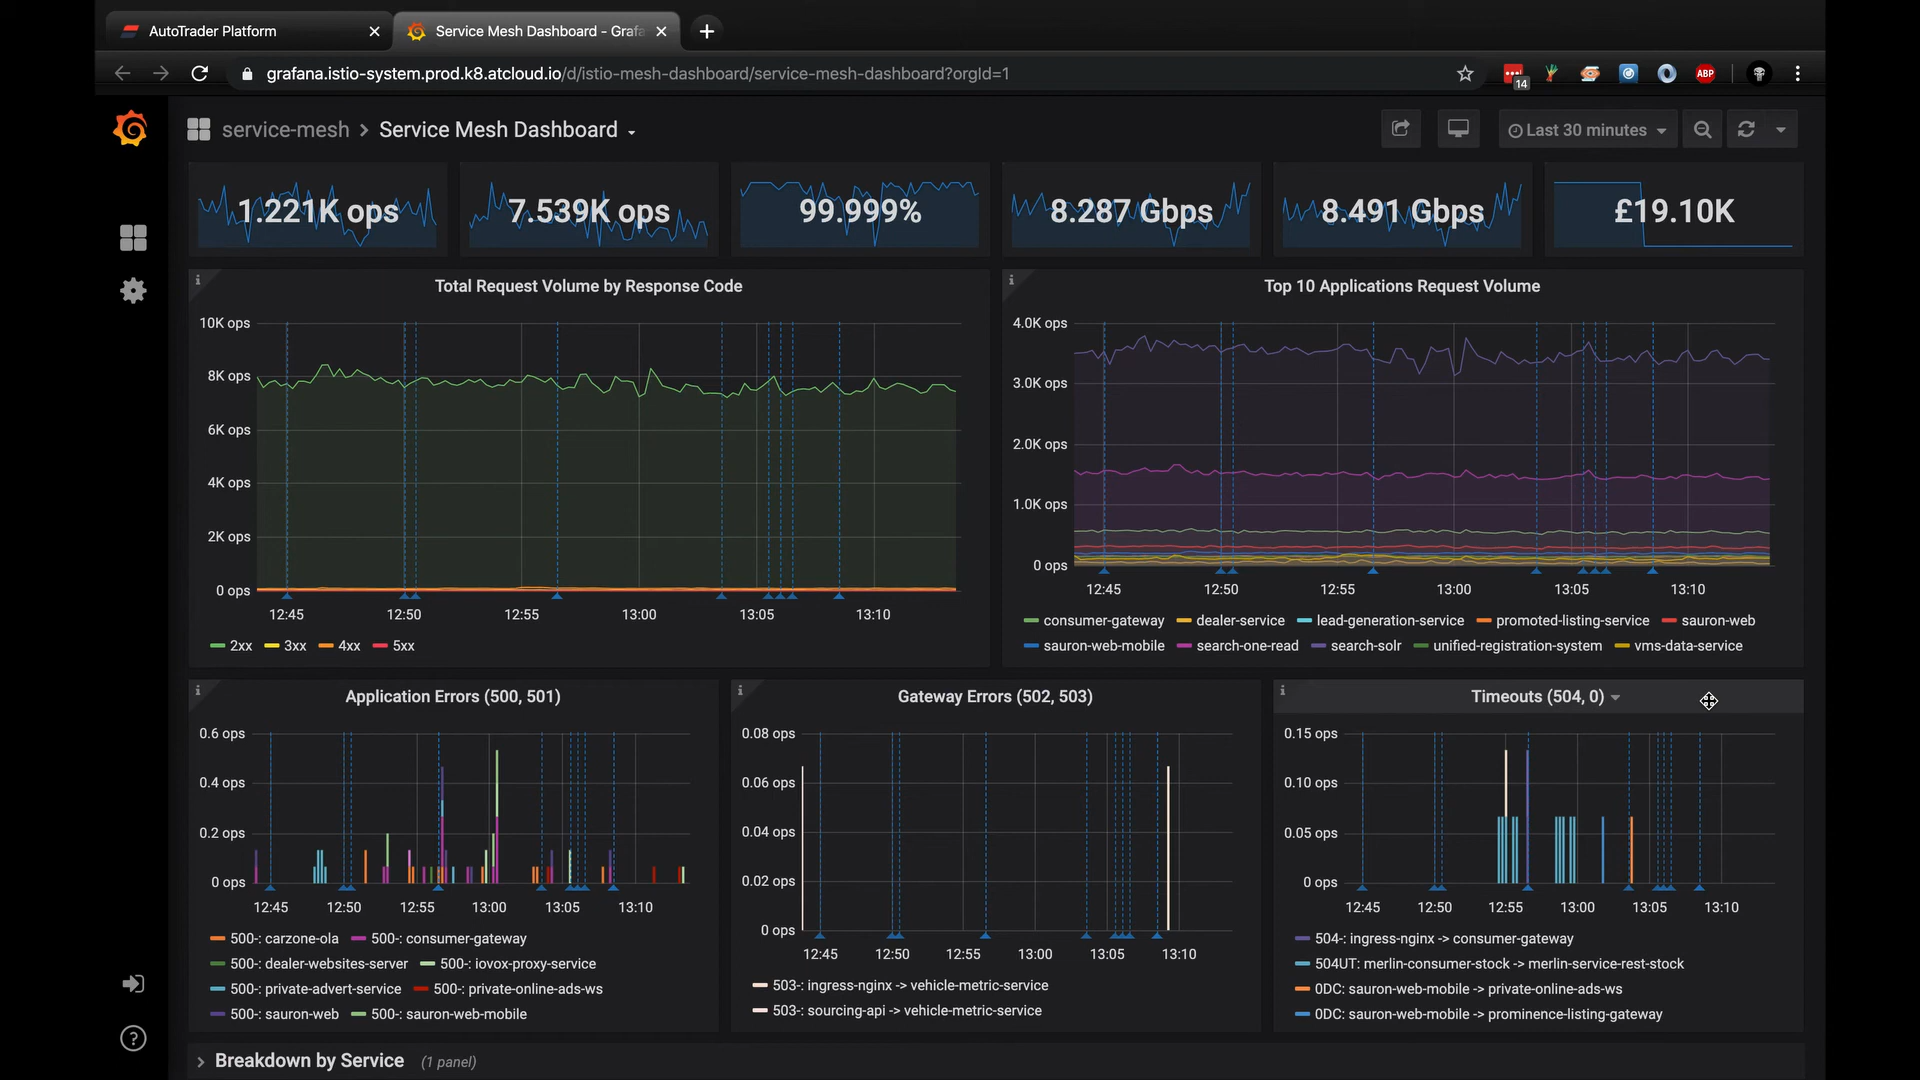 AutoTrader Platform
Service Mesh Dashboard - Grafa
grafana.istio-system.prod.k8.atcloud.io/d/istio-mesh-dashboard/service-mesh-dashboard?orgId=1
14
ABP
service-mesh > Service Mesh Dashboard
Last 30 minutes
1.221K ops
7.539K ops
99.999%
8.287 Gbps
8.491 Gbps
£19.10K
Total Request Volume by Response Code
10K ops
8K ops
6K ops
4K ops
2K ops
0 ops
12:45 12:50 12:55 13:00 13:05 13:10
2xx 3xx 4xx 5xx
Top 10 Applications Request Volume
4.0K ops
3.0K ops
2.0K ops
1.0K ops
0 ops
12:45 12:50 12:55 13:00 13:05 13:10
consumer-gateway dealer-service lead-generation-service promoted-listing-service sauron-web
sauron-web-mobile search-one-read search-solr unified-registration-system vms-data-service
Application Errors (500, 501)
0.6 ops
0.4 ops
0.2 ops
0 ops
12:45 12:50 12:55 13:00 13:05 13:10
500-: carzone-ola 500-: consumer-gateway
500-: dealer-websites-server 500-: iovox-proxy-service
500-: private-advert-service 500-: private-online-ads-ws
500-: sauron-web 500-: sauron-web-mobile
Gateway Errors (502, 503)
0.08 ops
0.06 ops
0.04 ops
0.02 ops
0 ops
12:45 12:50 12:55 13:00 13:05 13:10
503-: ingress-nginx -> vehicle-metric-service
503-: sourcing-api -> vehicle-metric-service
Timeouts (504, 0)
0.15 ops
0.10 ops
0.05 ops
0 ops
12:45 12:50 12:55 13:00 13:05 13:10
504-: ingress-nginx -> consumer-gateway
504UT: merlin-consumer-stock -> merlin-service-rest-stock
0DC: sauron-web-mobile -> private-online-ads-ws
0DC: sauron-web-mobile -> prominence-listing-gateway
Breakdown by Service (1 panel)